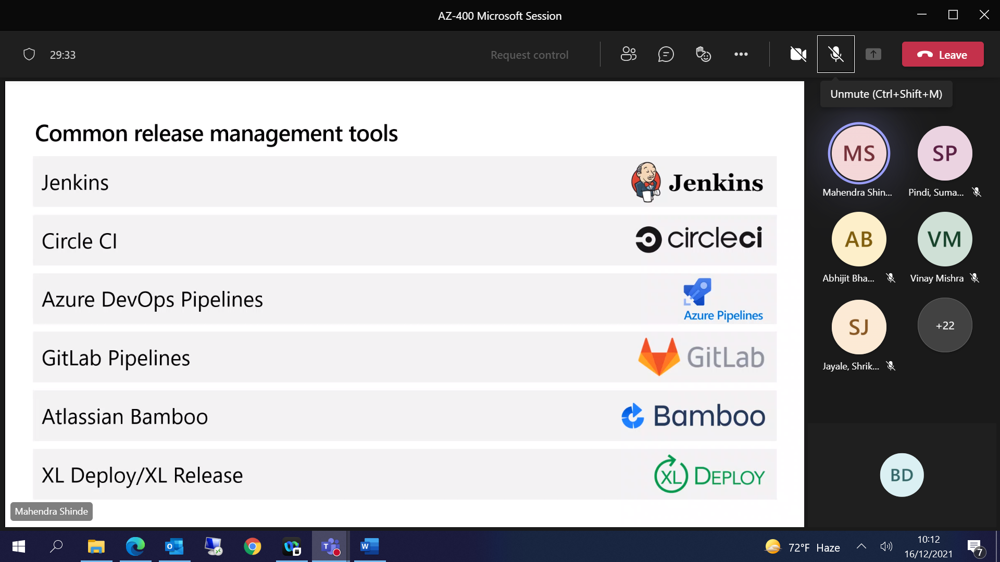 AZ-400 Microsoft Session
29:33
Request control
Leave
Unmute (Ctrl+Shift+M)
Common release management tools
Jenkins
Jenkins
Circle CI
circleci
Azure DevOps Pipelines
Azure Pipelines
GitLab Pipelines
GitLab
Atlassian Bamboo
Bamboo
XL Deploy/XL Release
XL DEPLOY
Mahendra Shinde
MS
SP
Mahendra Shin...
Pindi, Suma...
AB
VM
Abhijit Bha...
Vinay Mishra
SJ
+22
Jayale, Shrik...
BD
72°F Haze
10:12
16/12/2021
7